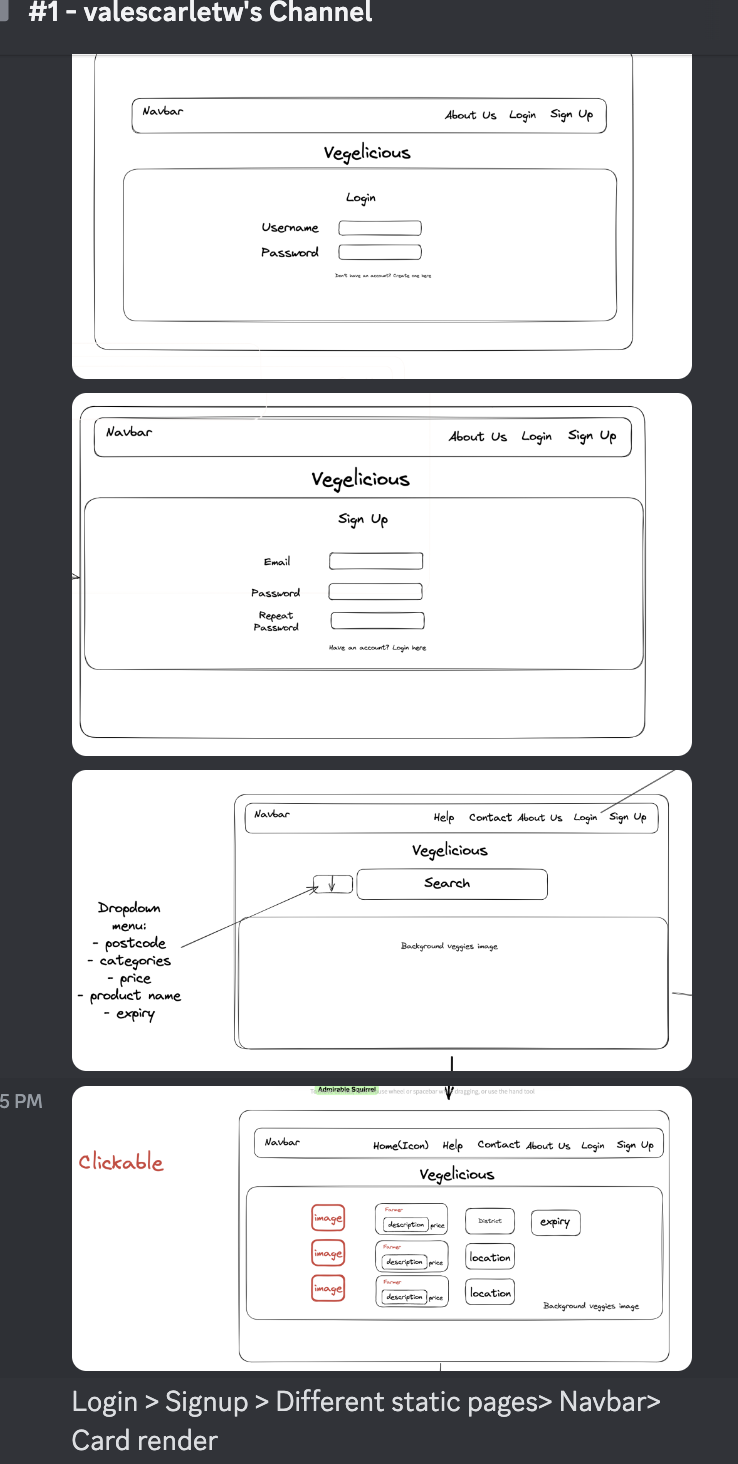 #1 - valescarletw's Channel
Navbar
About Us Login Sign Up
Vegelicious
Login
Username
Password
Don't have an account? Create one here
Navbar
About Us Login Sign Up
Vegelicious
Sign Up
Email
Password
Repeat
Password
Have an account? Login here
Navbar
Help Contact About Us Login Sign Up
Vegelicious
Search
Dropdown
menu:
- postcode
- categories
- price
- product name
- expiry
Background veggies image
5 PM
Admirable Squirrel
use wheel or spacebar
dragging, or use the hand tool
Clickable
Navbar
Home(Icon) Help Contact About Us Login Sign Up
Vegelicious
image
Farmer
description price
District
expiry
image
Farmer
description price
location
image
Farmer
description price
location
Background veggies image
Login > Signup > Different static pages> Navbar>
Card render